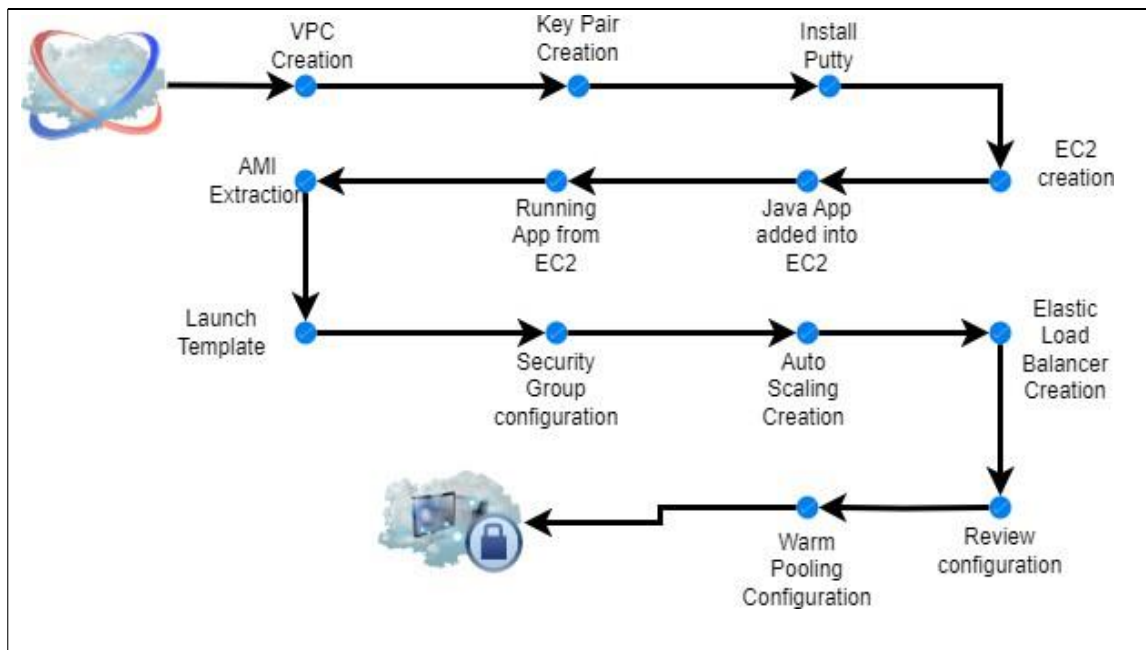 VPC
Creation
Key Pair
Creation
Install
Putty
EC2
creation
Java App
added into
EC2
Running
App from
EC2
AMI
Extraction
Launch
Template
Security
Group
configuration
Auto
Scaling
Creation
Elastic
Load
Balancer
Creation
Review
configuration
Warm
Pooling
Configuration